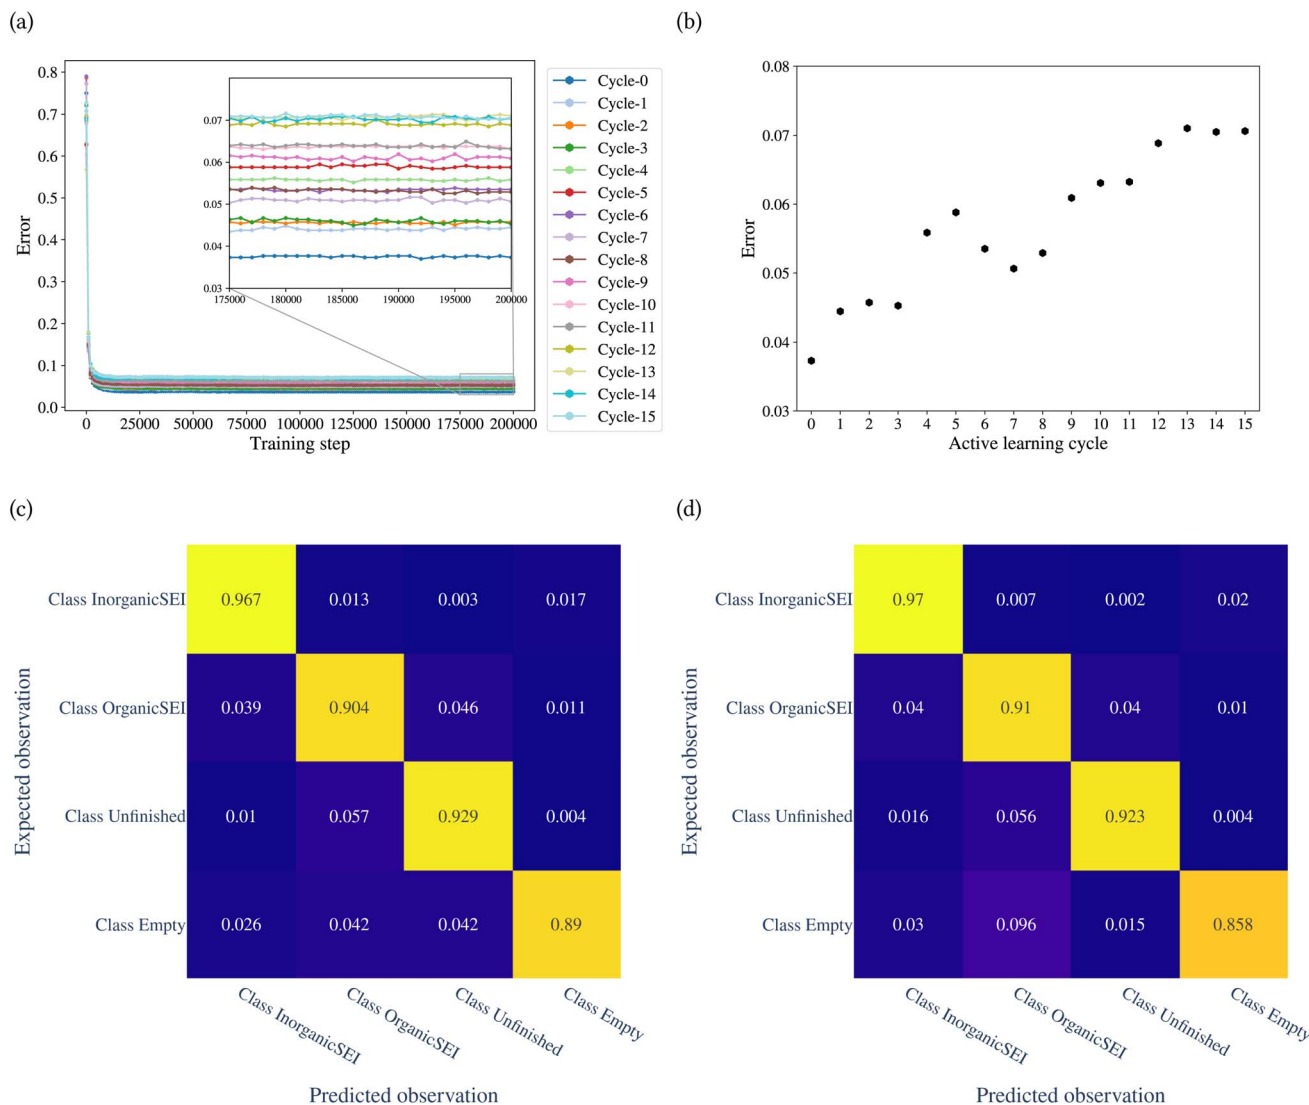 (a)
Error
0.8
0.7
0.6
0.5
0.4
0.3
0.2
0.1
0.0
0 25000 50000 75000 100000 125000 150000 175000 200000
Training step
0.07
0.06
0.05
0.04
0.03
175000 180000 185000 190000 195000 200000
Cycle-0
Cycle-1
Cycle-2
Cycle-3
Cycle-4
Cycle-5
Cycle-6
Cycle-7
Cycle-8
Cycle-9
Cycle-10
Cycle-11
Cycle-12
Cycle-13
Cycle-14
Cycle-15
(b)
Error
0.08
0.07
0.06
0.05
0.04
0.03
0 1 2 3 4 5 6 7 8 9 10 11 12 13 14 15
Active learning cycle
(c)
Expected observation
Class InorganicSEI 0.967 0.013 0.003 0.017
Class OrganicSEI 0.039 0.904 0.046 0.011
Class Unfinished 0.01 0.057 0.929 0.004
Class Empty 0.026 0.042 0.042 0.89
Class InorganicSEI Class OrganicSEI Class Unfinished Class Empty
Predicted observation
(d)
Expected observation
Class InorganicSEI 0.97 0.007 0.002 0.02
Class OrganicSEI 0.04 0.91 0.04 0.01
Class Unfinished 0.016 0.056 0.923 0.004
Class Empty 0.03 0.096 0.015 0.858
Class InorganicSEI Class OrganicSEI Class Unfinished Class Empty
Predicted observation